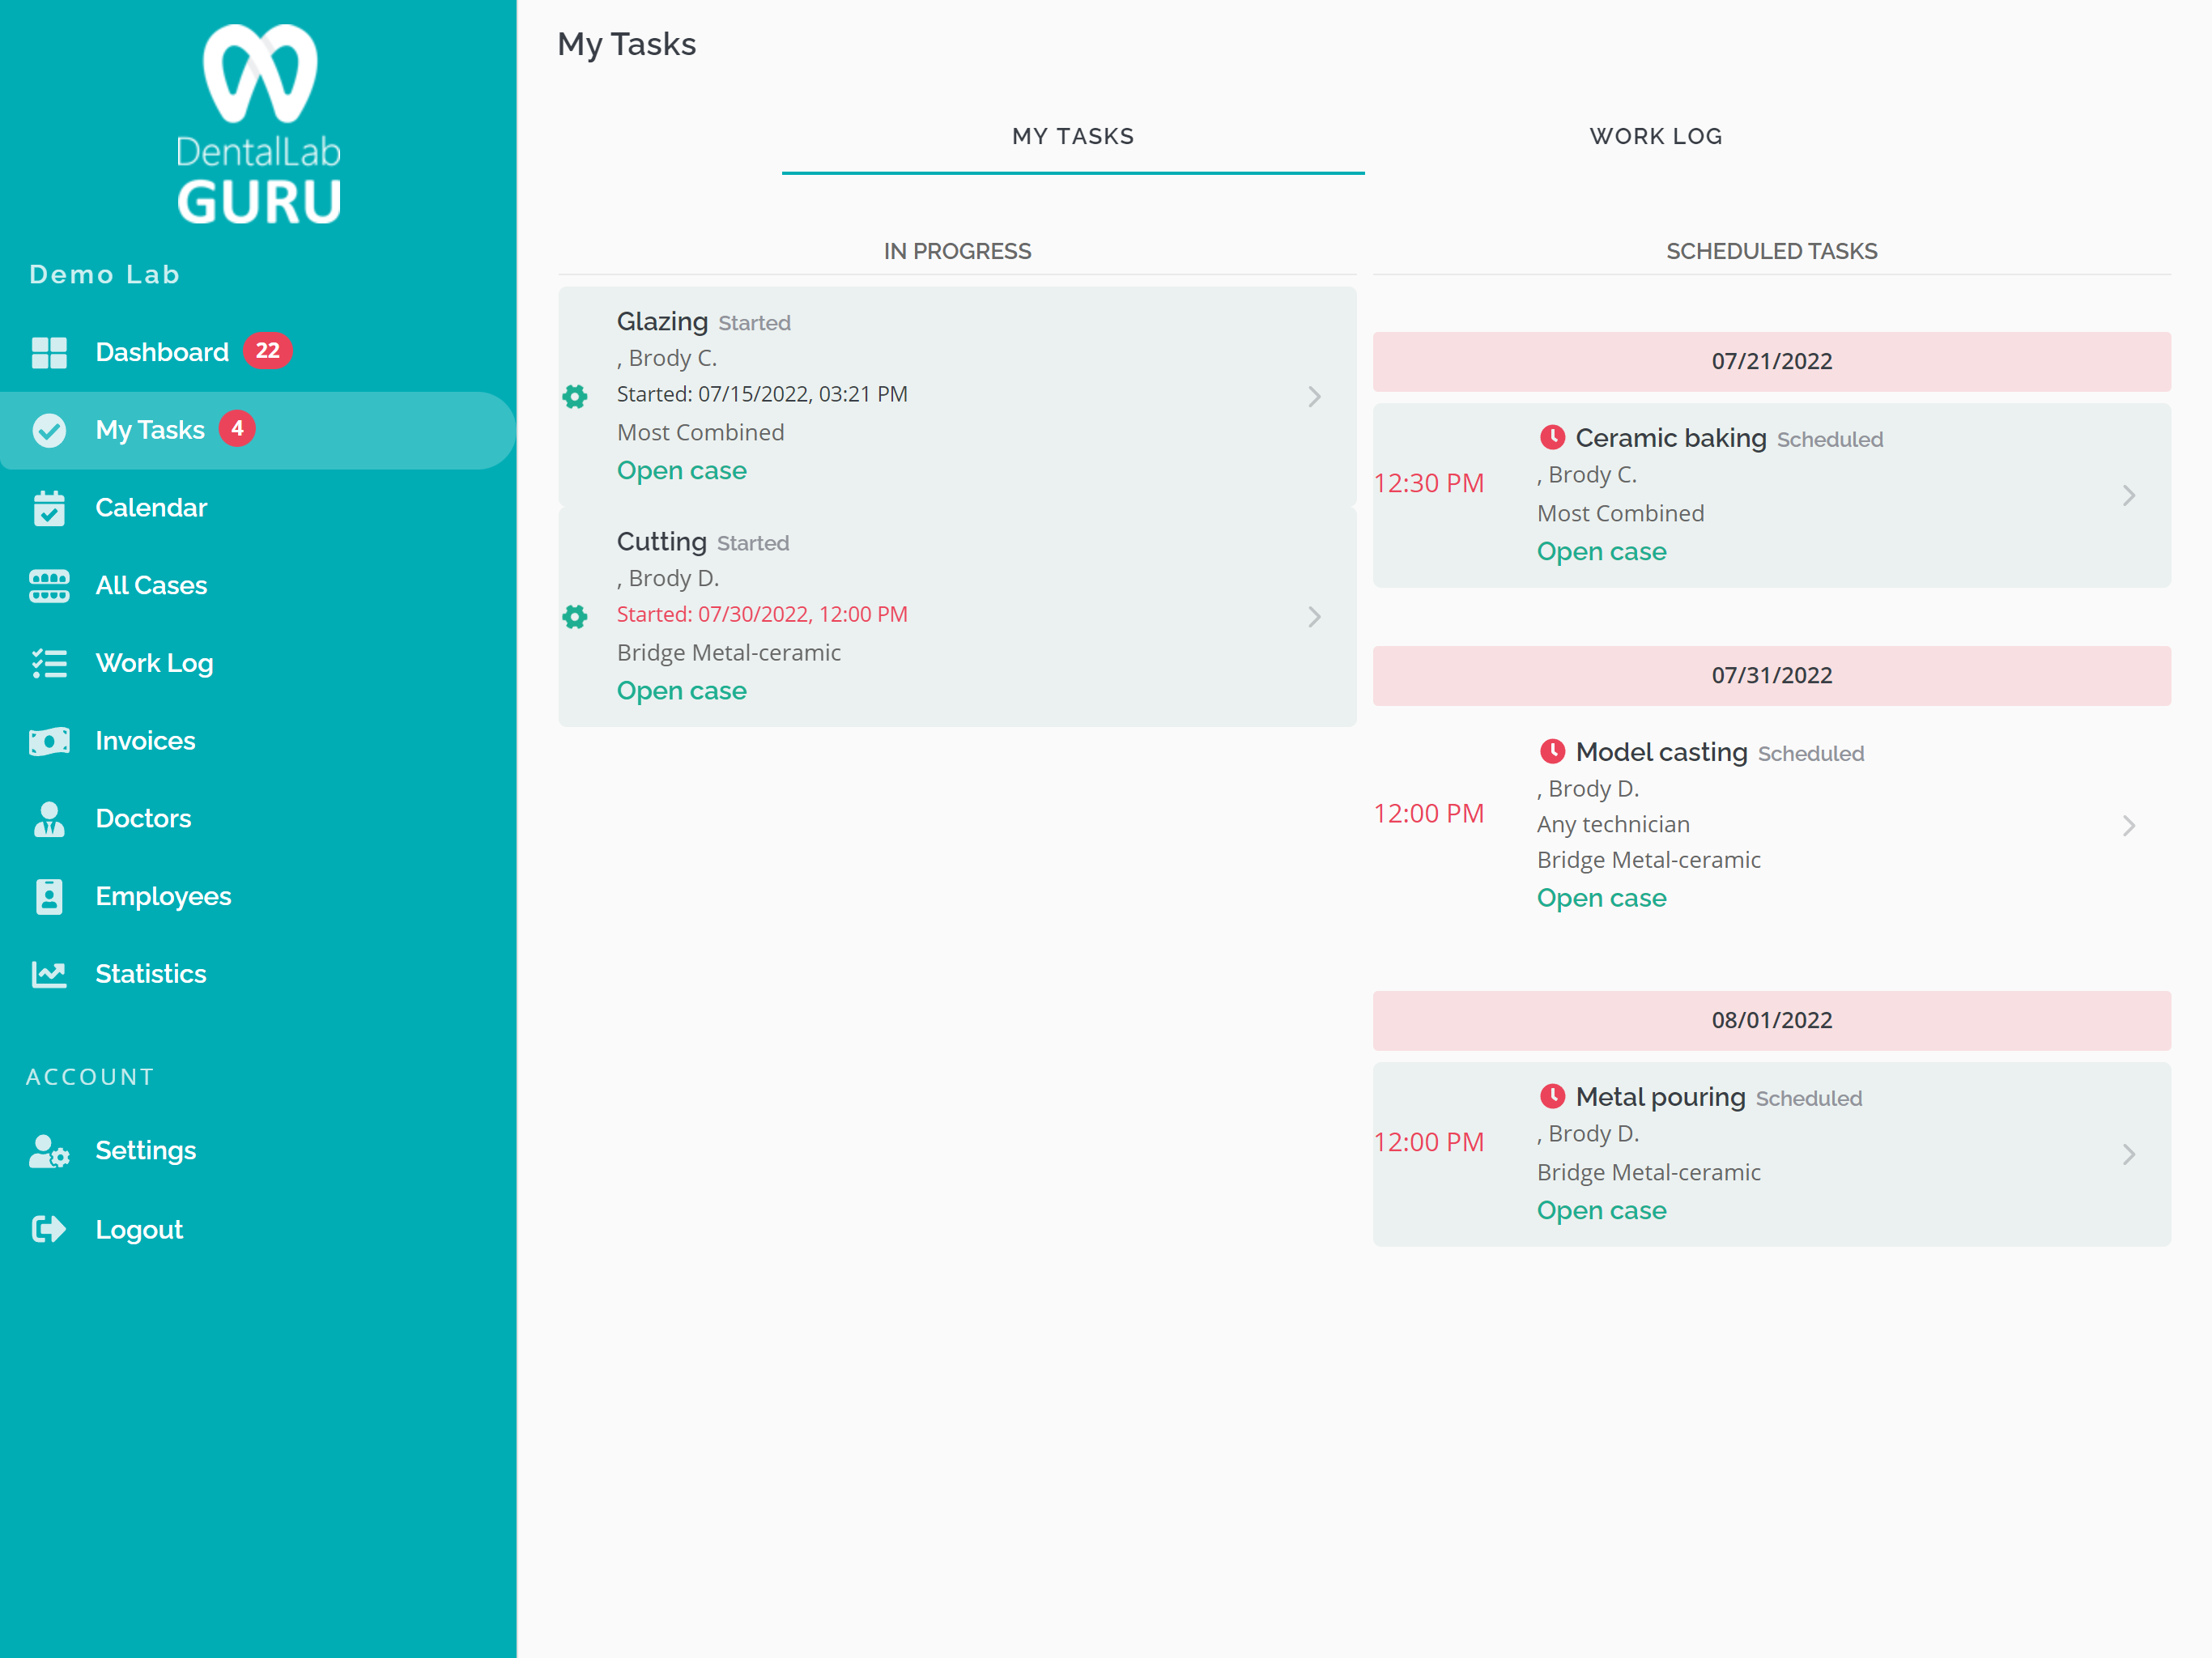 DentalLab
GURU
Demo Lab
Dashboard 22
My Tasks 4
Calendar
All Cases
Work Log
Invoices
Doctors
Employees
Statistics
ACCOUNT
Settings
Logout
My Tasks
MY TASKS
WORK LOG
IN PROGRESS
Glazing Started
, Brody C.
Started: 07/15/2022, 03:21 PM
Most Combined
Open case
Cutting Started
, Brody D.
Started: 07/30/2022, 12:00 PM
Bridge Metal-ceramic
Open case
SCHEDULED TASKS
07/21/2022
12:30 PM
Ceramic baking Scheduled
, Brody C.
Most Combined
Open case
07/31/2022
12:00 PM
Model casting Scheduled
, Brody D.
Any technician
Bridge Metal-ceramic
Open case
08/01/2022
12:00 PM
Metal pouring Scheduled
, Brody D.
Bridge Metal-ceramic
Open case